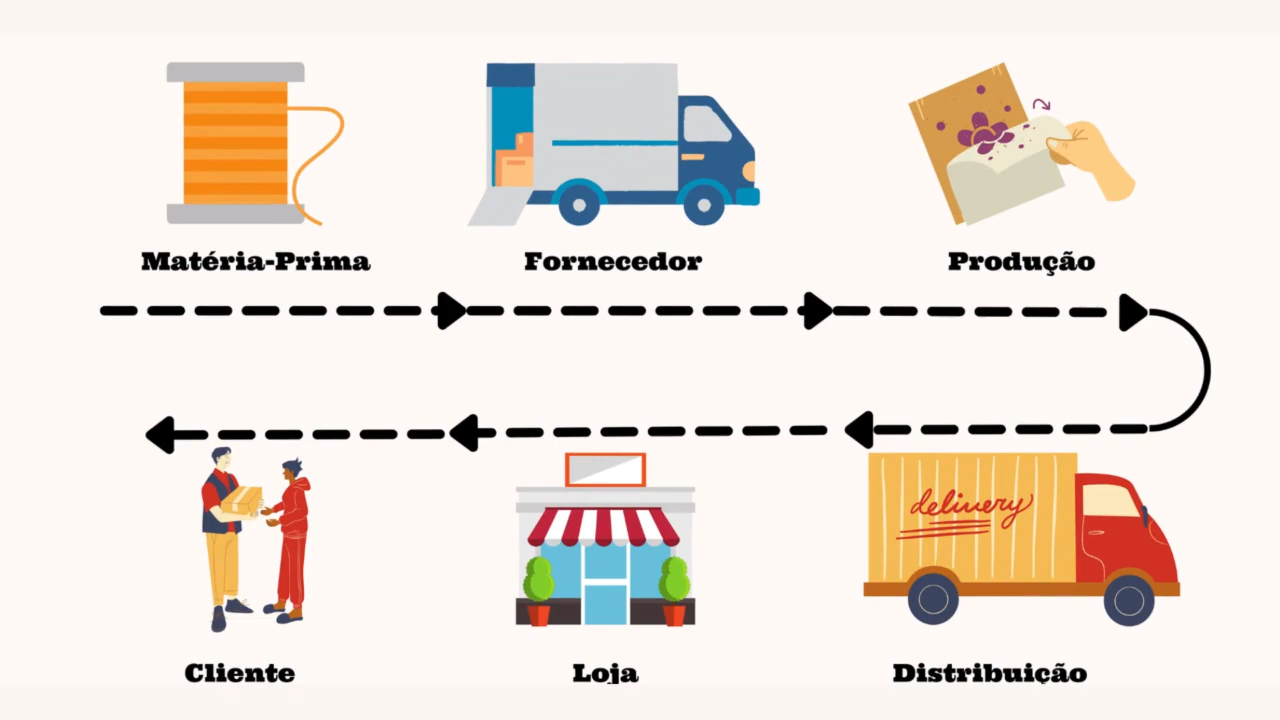 Matéria-Prima
Fornecedor
Produção
delivery
Cliente
Loja
Distribuição